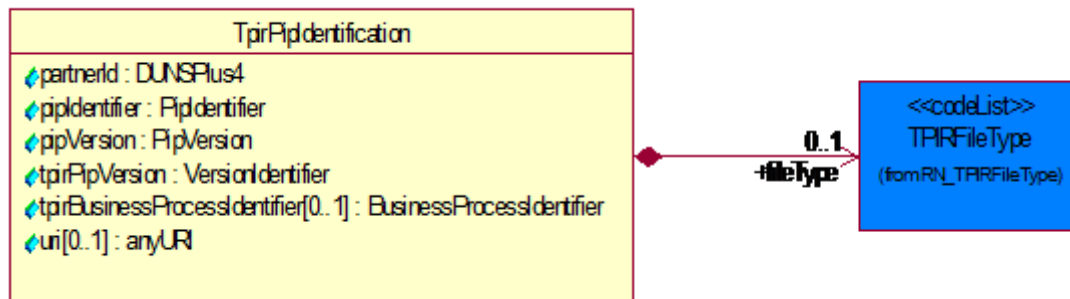 TpirPipIdentification
partnerId : DUNSPlus4
pipIdentifier : PipIdentifier
pipVersion : PipVersion
tpirPipVersion : VersionIdentifier
tpirBusinessProcessIdentifier[0..1] : BusinessProcessIdentifier
uri[0..1] : anyURI
0..1
+fileType
<<codeList>>
TPIRFileType
(from RN_TPIRFileType)